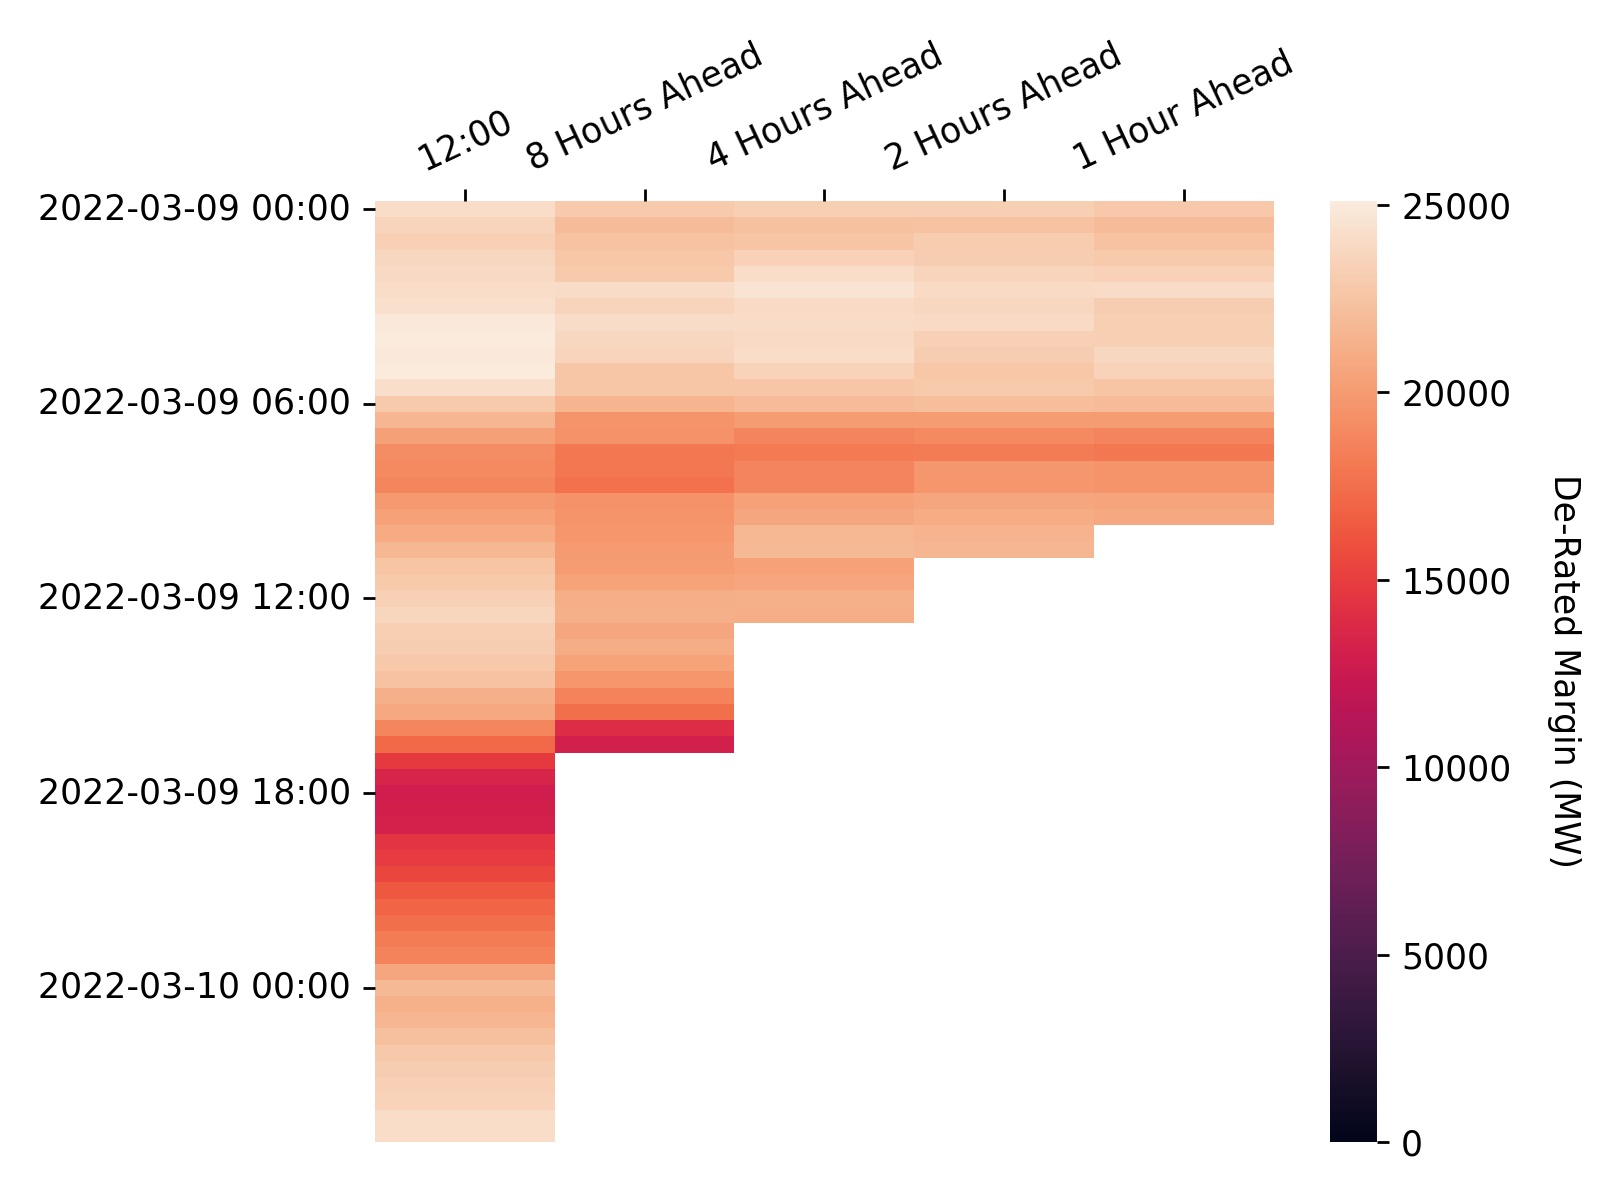 12:00
8 Hours Ahead
4 Hours Ahead
2 Hours Ahead
1 Hour Ahead
2022-03-09 00:00
2022-03-09 06:00
2022-03-09 12:00
2022-03-09 18:00
2022-03-10 00:00
25000
20000
15000
10000
5000
0
De-Rated Margin (MW)